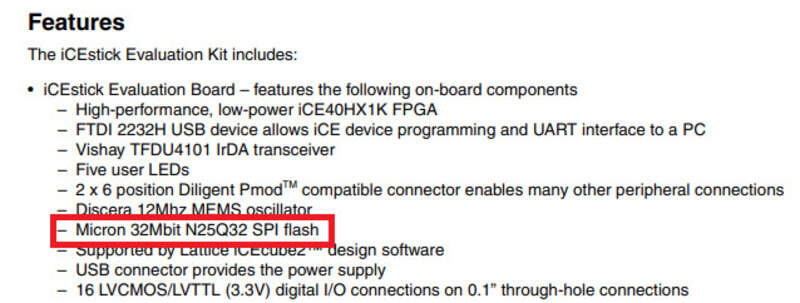 Features
The iCEstick Evaluation Kit includes:
• iCEstick Evaluation Board – features the following on-board components
– High-performance, low-power iCE40HX1K FPGA
– FTDI 2232H USB device allows iCE device programming and UART interface to a PC
– Vishay TFDU4101 IrDA transceiver
– Five user LEDs
– 2 x 6 position Diligent Pmod™ compatible connector enables many other peripheral connections
– Discera 12Mhz MEMS oscillator
– Micron 32Mbit N25Q32 SPI flash
– Supported by Lattice iCEcube2™ design software
– USB connector provides the power supply
– 16 LVCMOS/LVTTL (3.3V) digital I/O connections on 0.1” through-hole connections